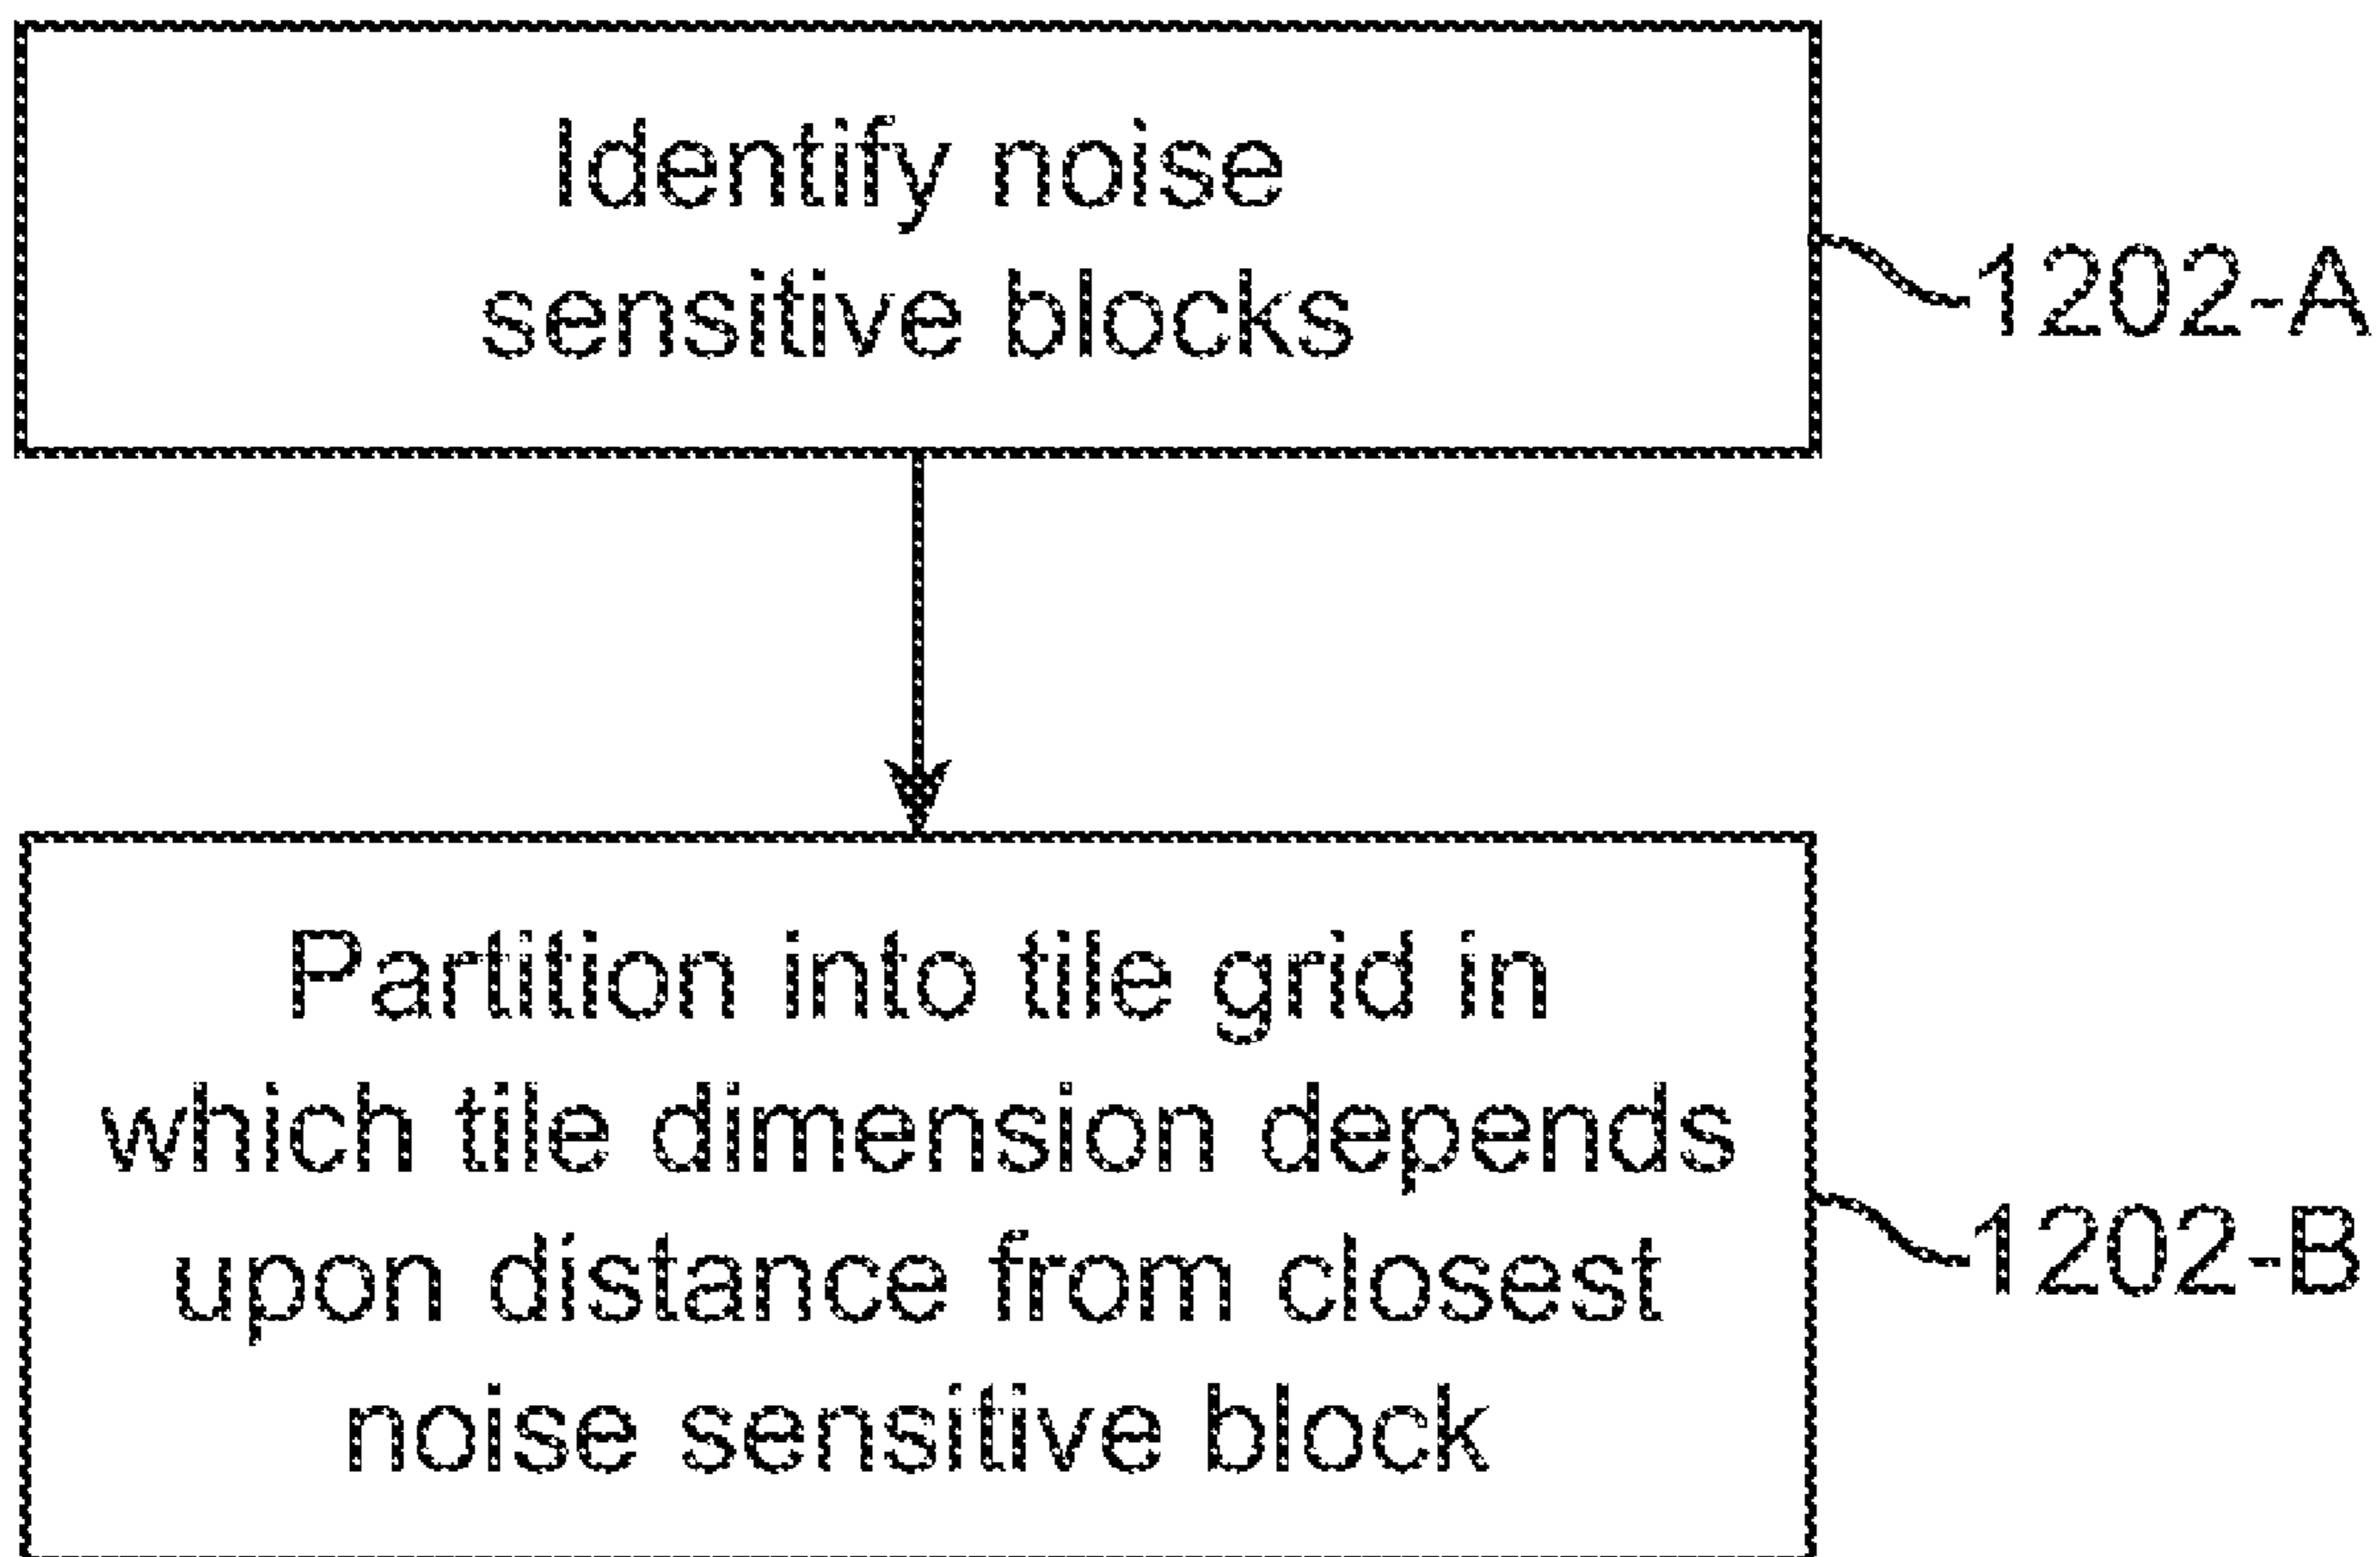 Identify noise
sensitive blocks
1202-A
Partition into tile grid in
which tile dimension depends
upon distance from closest
noise sensitive block
1202-B